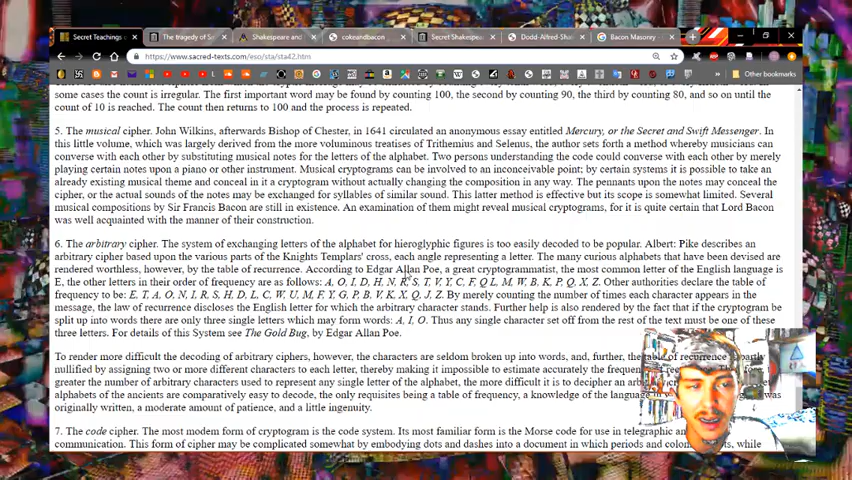 Secret Teachings
The tragedy of S
Shakespeare and
cokeandbacon
Secret Shakespe
Dodd-Alfred-Sha
Bacon Masonry
https://www.sacred-texts.com/eso/sta/sta42.htm
Other bookmarks
some cases the count is irregular. The first important word may be found by counting 100, the second by counting 90, the third by counting 80, and so on until the
count of 10 is reached. The count then returns to 100 and the process is repeated.
5. The musical cipher. John Wilkins, afterwards Bishop of Chester, in 1641 circulated an anonymous essay entitled Mercury, or the Secret and Swift Messenger. In
this little volume, which was largely derived from the more voluminous treatises of Trithemius and Selenus, the author sets forth a method whereby musicians can
converse with each other by substituting musical notes for the letters of the alphabet. Two persons understanding the code could converse with each other by merely
playing certain notes upon a piano or other instrument. Musical cryptograms can be involved to an inconceivable point; by certain systems it is possible to take an
already existing musical theme and conceal in it a cryptogram without actually changing the composition in any way. The pennants upon the notes may conceal the
cipher, or the actual sounds of the notes may be exchanged for syllables of similar sound. This latter method is effective but its scope is somewhat limited. Several
musical compositions by Sir Francis Bacon are still in existence. An examination of them might reveal musical cryptograms, for it is quite certain that Lord Bacon
was well acquainted with the manner of their construction.
6. The arbitrary cipher. The system of exchanging letters of the alphabet for hieroglyphic figures is too easily decoded to be popular. Albert: Pike describes an
arbitrary cipher based upon the various parts of the Knights Templars' cross, each angle representing a letter. The many curious alphabets that have been devised are
rendered worthless, however, by the table of recurrence. According to Edgar Allan Poe, a great cryptogrammatist, the most common letter of the English language is
E, the other letters in their order of frequency are as follows: A, O, I, D, H, N, R, S, T, V, Y, C, F, Q L, M, W, B, K, P, Q, X, Z. Other authorities declare the table of
frequency to be: E, T, A, O, N, I, R, S, H, D, L, C, W, U, M, F, Y, G, P, B, V, K, X, Q, J, Z. By merely counting the number of times each character appears in the
message, the law of recurrence discloses the English letter for which the arbitrary character stands. Further help is also rendered by the fact that if the cryptogram be
split up into words there are only three single letters which may form words: A, I, O. Thus any single character set off from the rest of the text must be one of these
three letters. For details of this System see The Gold Bug, by Edgar Allan Poe.
To render more difficult the decoding of arbitrary ciphers, however, the characters are seldom broken up into words, and, further, the table of recurrence partly
nullified by assigning two or more different characters to each letter, thereby making it impossible to estimate accurately the frequen
greater the number of arbitrary characters used to represent any single letter of the alphabet, the more difficult it is to decipher an arb
alphabets of the ancients are comparatively easy to decode, the only requisites being a table of frequency, a knowledge of the language was
originally written, a moderate amount of patience, and a little ingenuity.
7. The code cipher. The most modern form of cryptogram is the code system. Its most familiar form is the Morse code for use in telegraphic an
communication. This form of cipher may be complicated somewhat by embodying dots and dashes into a document in which periods and colon ts, while